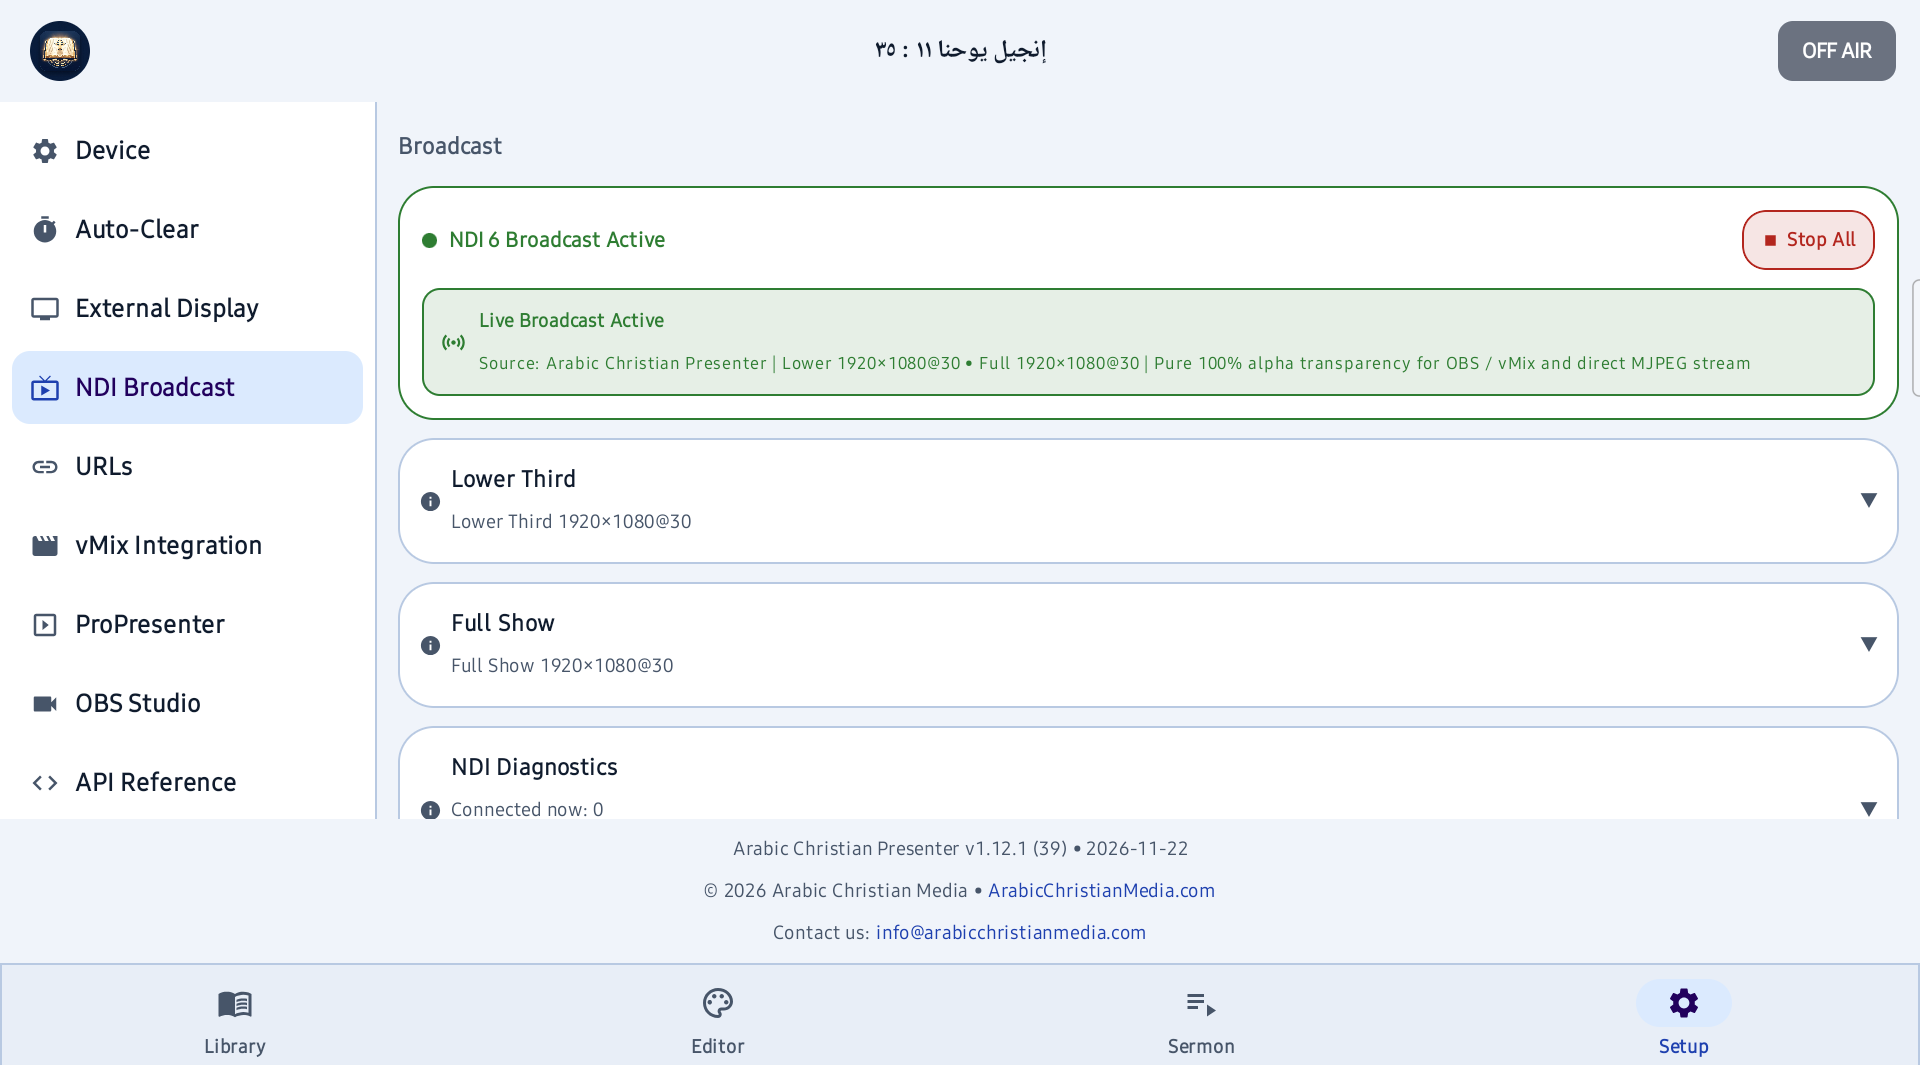 إنجيل يوحنا ١١ : ٣٥
OFF AIR
Device
Auto-Clear
External Display
NDI Broadcast
URLs
vMix Integration
ProPresenter
OBS Studio
API Reference
Broadcast
NDI 6 Broadcast Active
Stop All
Live Broadcast Active
Source: Arabic Christian Presenter | Lower 1920×1080@30 • Full 1920×1080@30 | Pure 100% alpha transparency for OBS / vMix and direct MJPEG stream
Lower Third
Lower Third 1920×1080@30
Full Show
Full Show 1920×1080@30
NDI Diagnostics
Connected now: 0
Arabic Christian Presenter v1.12.1 (39) • 2026-11-22
© 2026 Arabic Christian Media • ArabicChristianMedia.com
Contact us: info@arabicchristianmedia.com
Library
Editor
Sermon
Setup